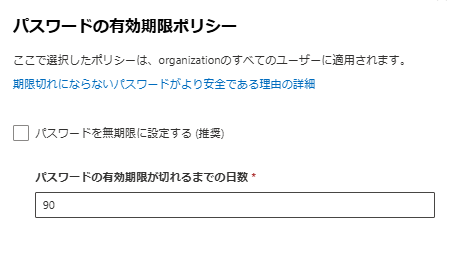 パスワードの有効期限ポリシー
ここで選択したポリシーは、organizationのすべてのユーザーに適用されます。
期限切れにならないパスワードがより安全である理由の詳細
パスワードを無期限に設定する (推奨)
パスワードの有効期限が切れるまでの日数 *
90